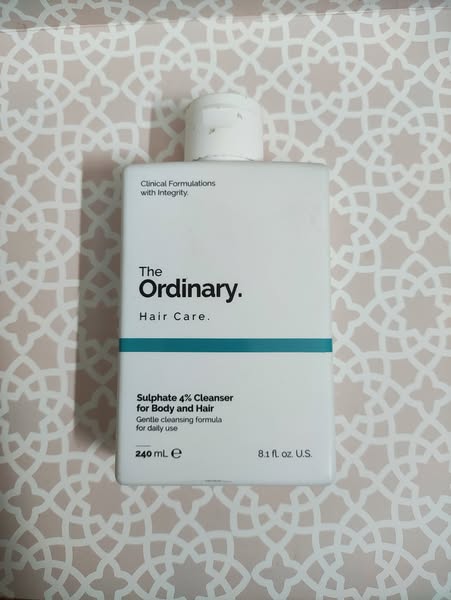 Clinical Formulations
with Integrity.
The
Ordinary.
Hair Care.
Sulphate 4% Cleanser
for Body and Hair
Gentle cleansing formula
for daily use
240 mL ℮
8.1 fl. oz. U.S.